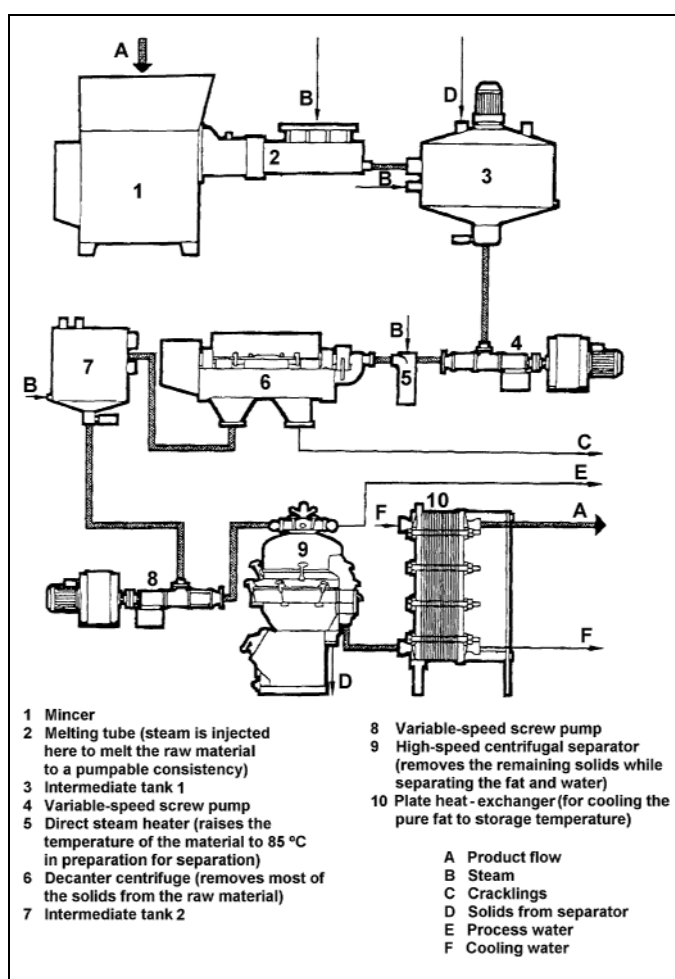 A
B
D
1
2
B
3
4
7
B
5
6
B
C
E
10
F
A
9
8
F
D
1 Mincer
2 Melting tube (steam is injected
here to melt the raw material
to a pumpable consistency)
3 Intermediate tank 1
4 Variable-speed screw pump
5 Direct steam heater (raises the
temperature of the material to 85 ºC
in preparation for separation)
6 Decanter centrifuge (removes most of
the solids from the raw material)
7 Intermediate tank 2
8 Variable-speed screw pump
9 High-speed centrifugal separator
(removes the remaining solids while
separating the fat and water)
10 Plate heat-exchanger (for cooling the
pure fat to storage temperature)
A Product flow
B Steam
C Cracklings
D Solids from separator
E Process water
F Cooling water